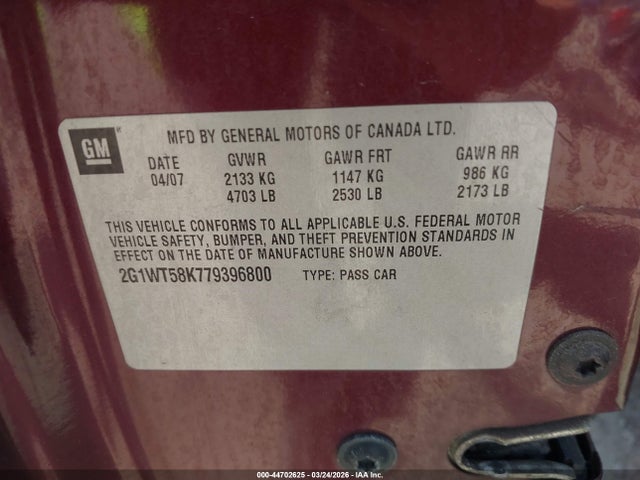 GM
MFD BY GENERAL MOTORS OF CANADA LTD.
DATE GVWR GAWR FRT GAWR RR
04/07 2133 KG 1147 KG 986 KG
4703 LB 2530 LB 2173 LB
THIS VEHICLE CONFORMS TO ALL APPLICABLE U.S. FEDERAL MOTOR
VEHICLE SAFETY, BUMPER, AND THEFT PREVENTION STANDARDS IN
EFFECT ON THE DATE OF MANUFACTURE SHOWN ABOVE.
2G1WT58K779396800 TYPE: PASS CAR
000-44702625 - 03/24/2026 - IAA Inc.